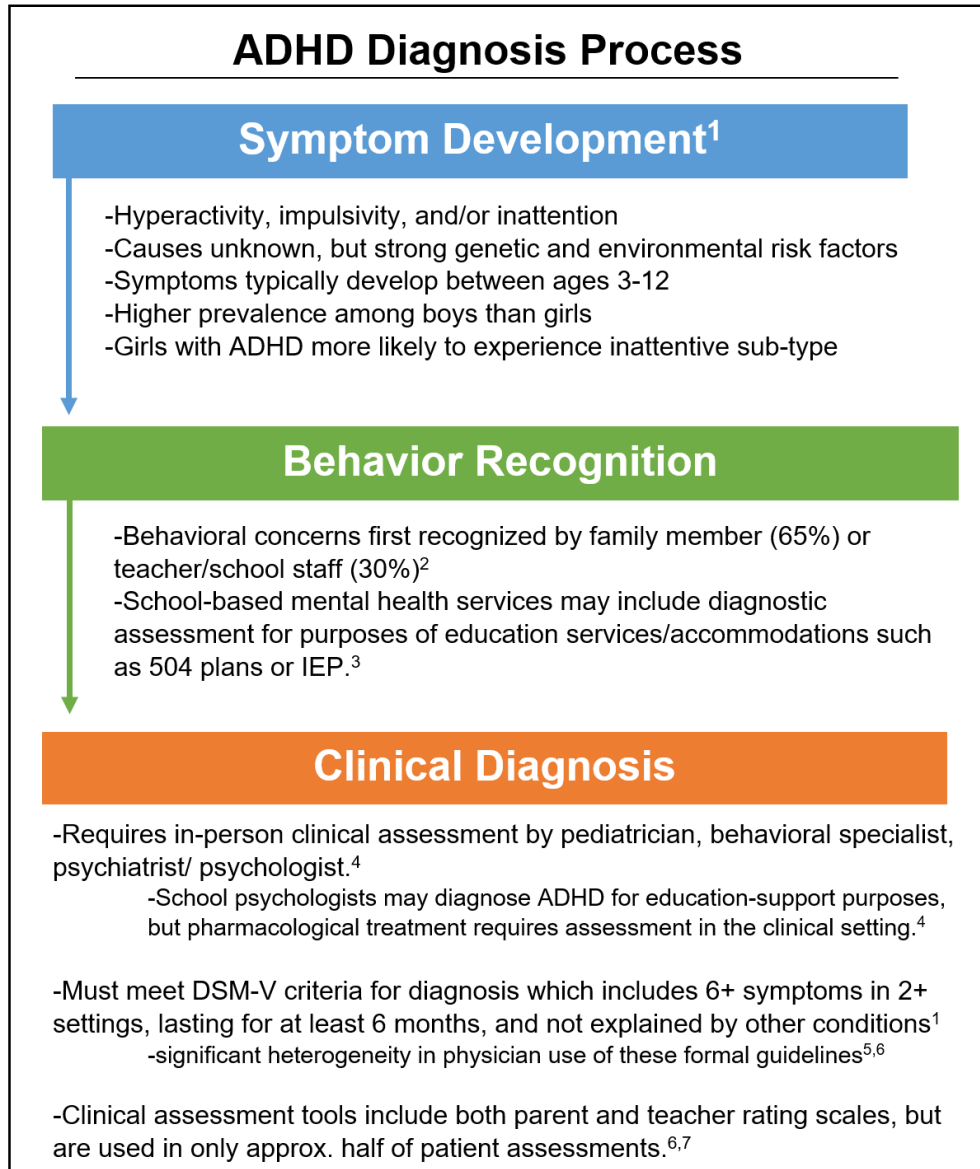 ADHD Diagnosis Process
Symptom Development¹
-Hyperactivity, impulsivity, and/or inattention
-Causes unknown, but strong genetic and environmental risk factors
-Symptoms typically develop between ages 3-12
-Higher prevalence among boys than girls
-Girls with ADHD more likely to experience inattentive sub-type
Behavior Recognition
-Behavioral concerns first recognized by family member (65%) or
teacher/school staff (30%)²
-School-based mental health services may include diagnostic
assessment for purposes of education services/accommodations such
as 504 plans or IEP.³
Clinical Diagnosis
-Requires in-person clinical assessment by pediatrician, behavioral specialist,
psychiatrist/ psychologist.⁴
-School psychologists may diagnose ADHD for education-support purposes,
but pharmacological treatment requires assessment in the clinical setting.⁴
-Must meet DSM-V criteria for diagnosis which includes 6+ symptoms in 2+
settings, lasting for at least 6 months, and not explained by other conditions¹
-significant heterogeneity in physician use of these formal guidelines⁵,⁶
-Clinical assessment tools include both parent and teacher rating scales, but
are used in only approx. half of patient assessments.⁶,⁷